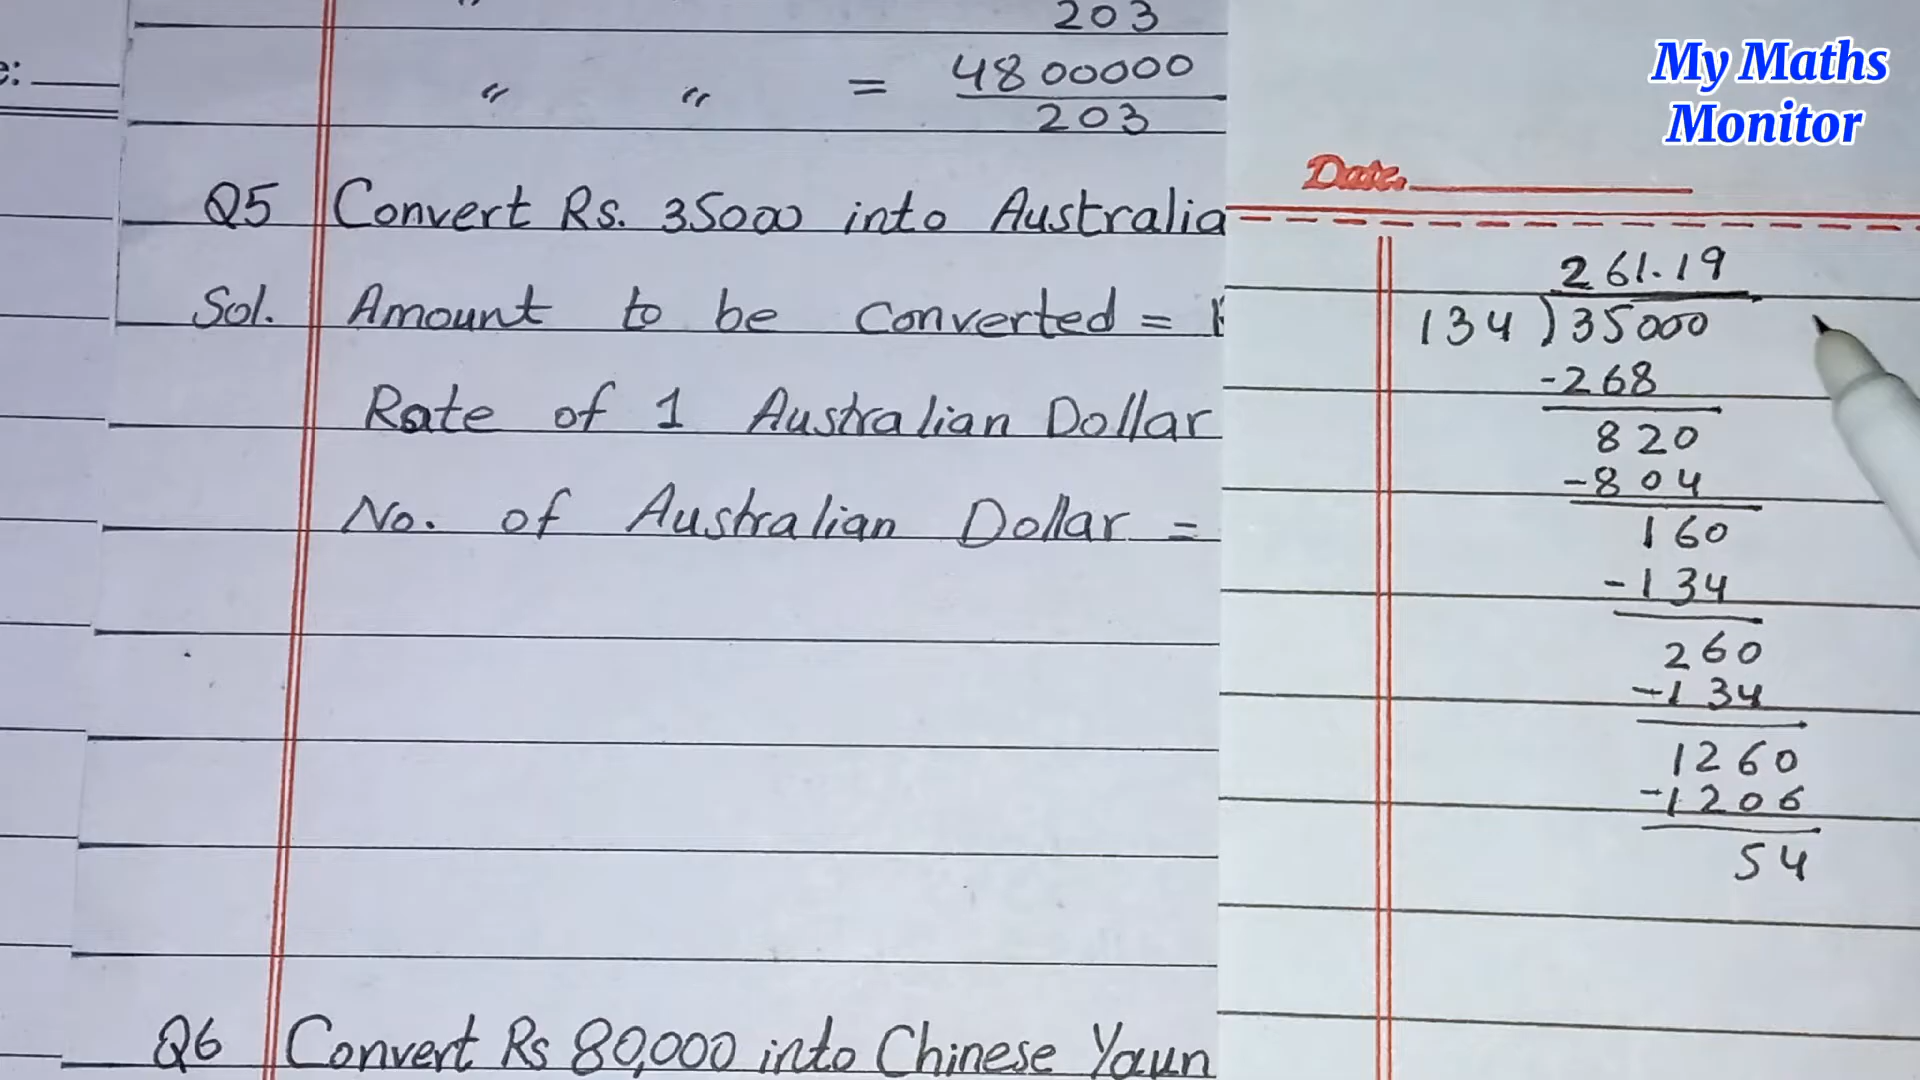 203
" " = 4800000
203
Q5 Convert Rs. 35000 into Australia
Sol. Amount to be converted =
Rate of 1 Australian Dollar
No. of Australian Dollar =
Q6 Convert Rs 80,000 into Chinese Yaun
My Maths
Monitor
Date.
261.19
134 ) 35000
-268
820
-804
160
-134
260
-134
1260
-1206
54